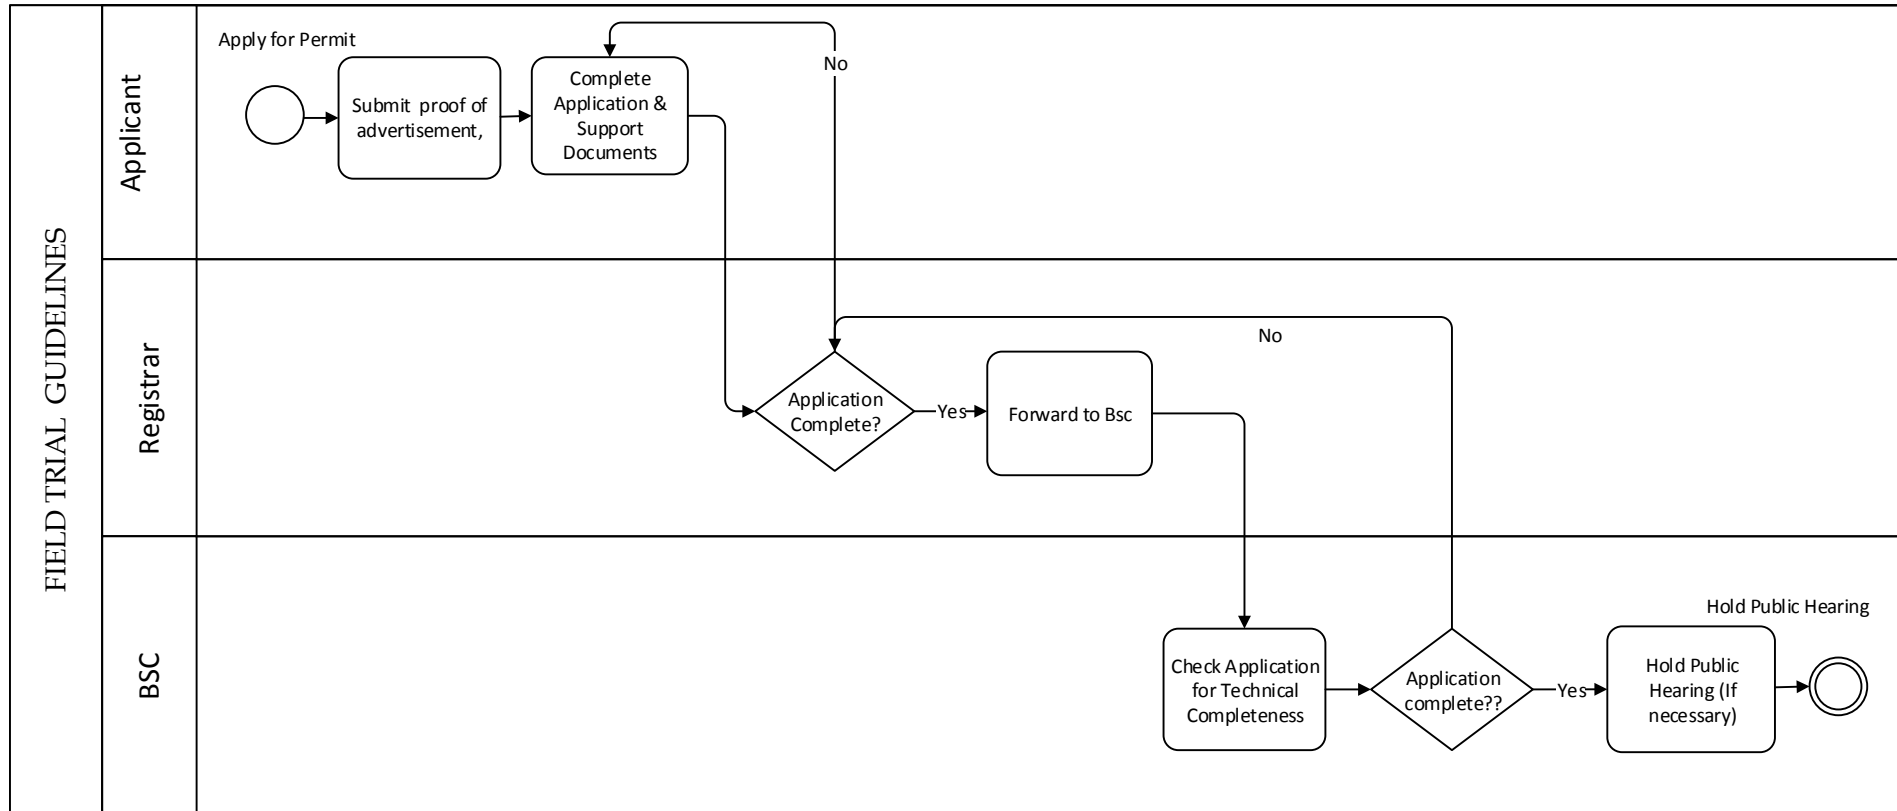 FIELD TRIAL GUIDELINES
Applicant
Apply for Permit
Submit proof of
advertisement,
Complete
Application &
Support
Documents
No
Registrar
Application
Complete?
Yes
Forward to Bsc
No
BSC
Check Application
for Technical
Completeness
Application
complete??
Yes
Hold Public Hearing
Hold Public
Hearing (If
necessary)